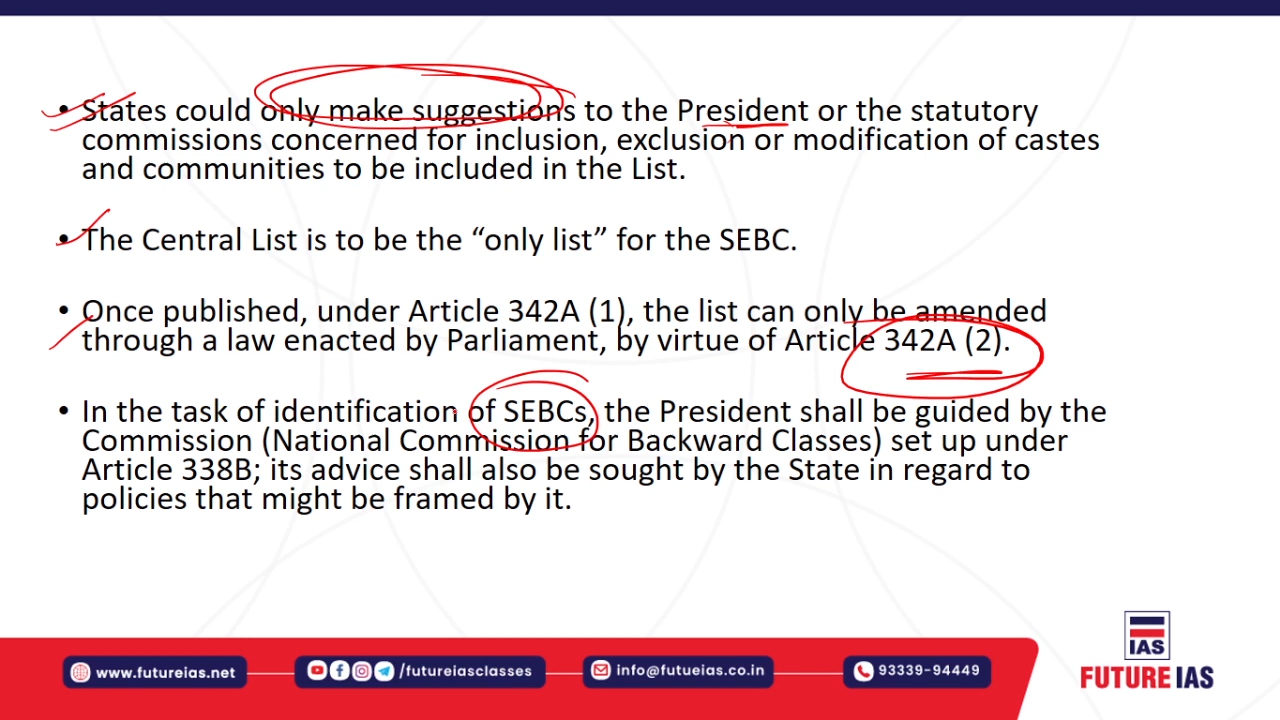 • States could only make suggestions to the President or the statutory
commissions concerned for inclusion, exclusion or modification of castes
and communities to be included in the List.
• The Central List is to be the “only list” for the SEBC.
• Once published, under Article 342A (1), the list can only be amended
through a law enacted by Parliament, by virtue of Article 342A (2).
• In the task of identification of SEBCs, the President shall be guided by the
Commission (National Commission for Backward Classes) set up under
Article 338B; its advice shall also be sought by the State in regard to
policies that might be framed by it.
IAS
FUTURE IAS
www.futureias.net
/futureiasclasses
info@futueias.co.in
93339-94449